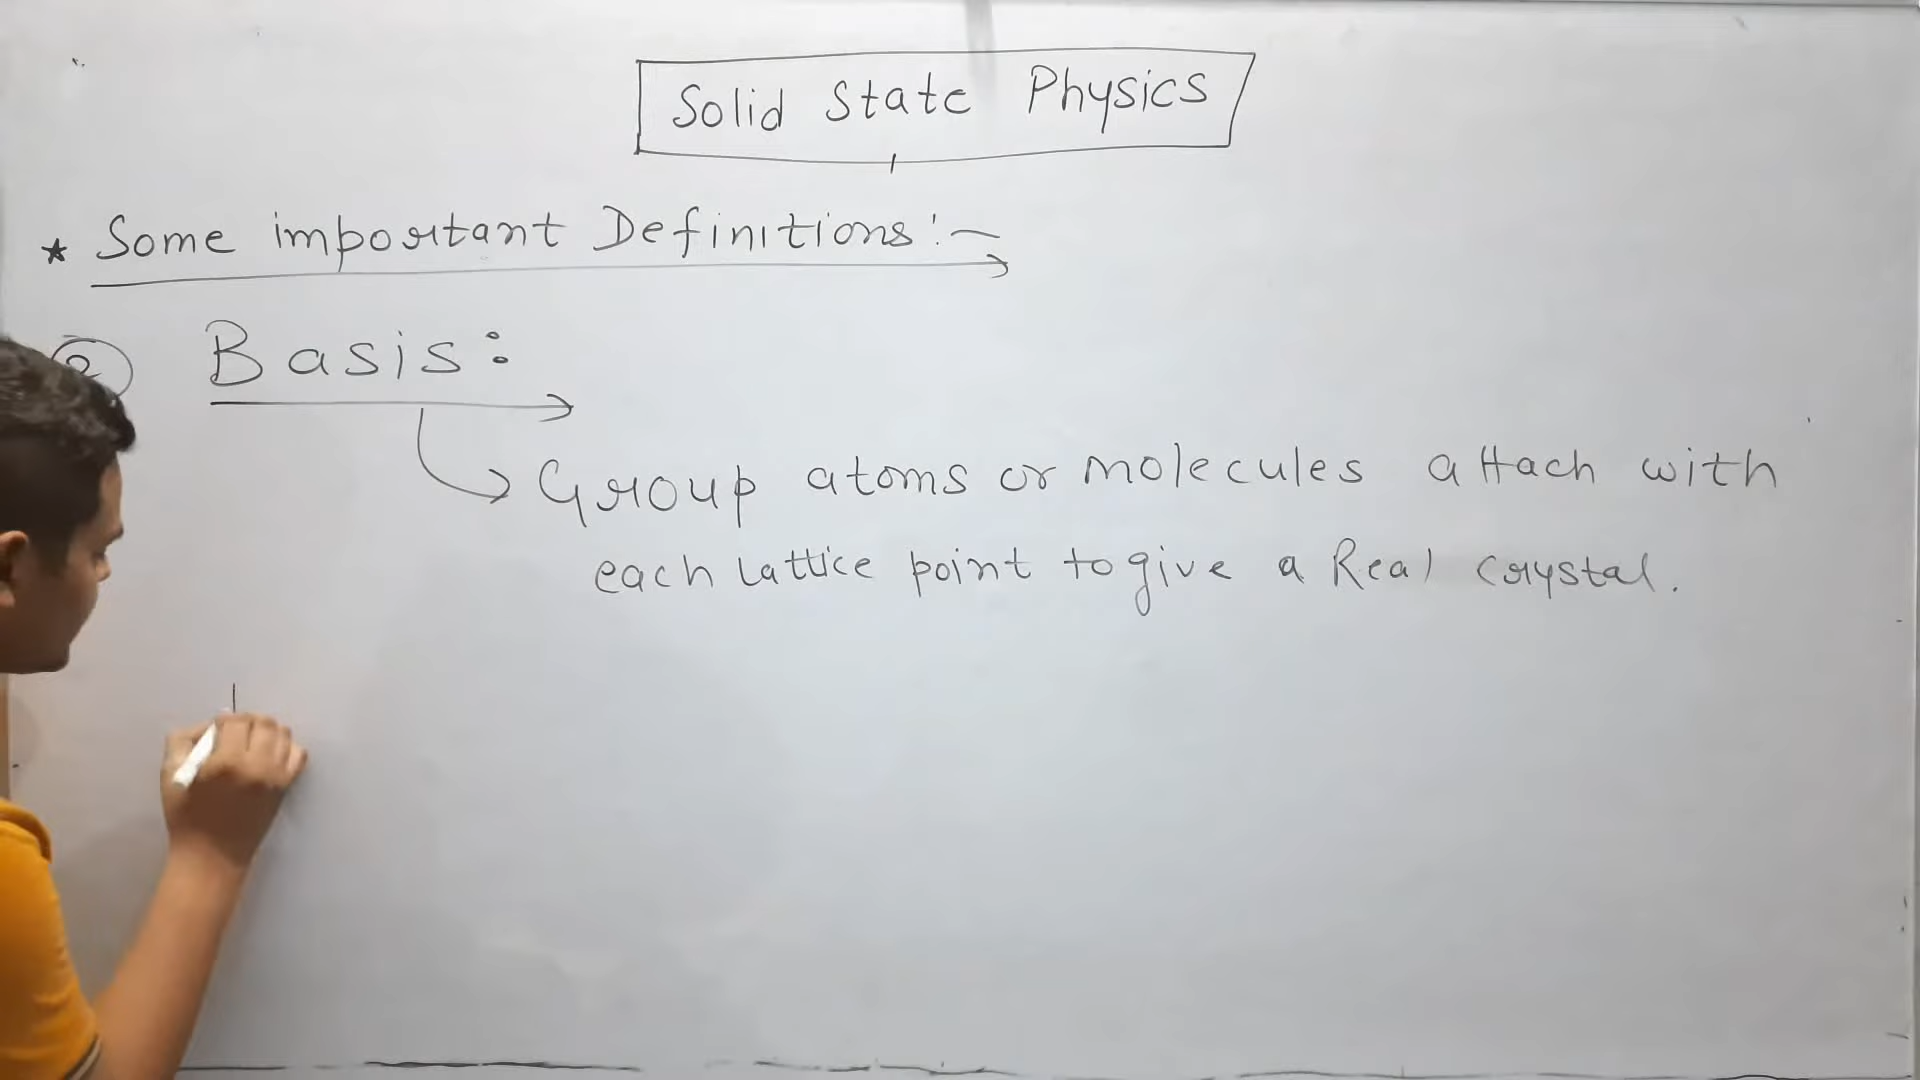 Solid State Physics
★ Some important Definitions :-
2 Basis:
Group atoms or molecules attach with
each lattice point to give a Real crystal.